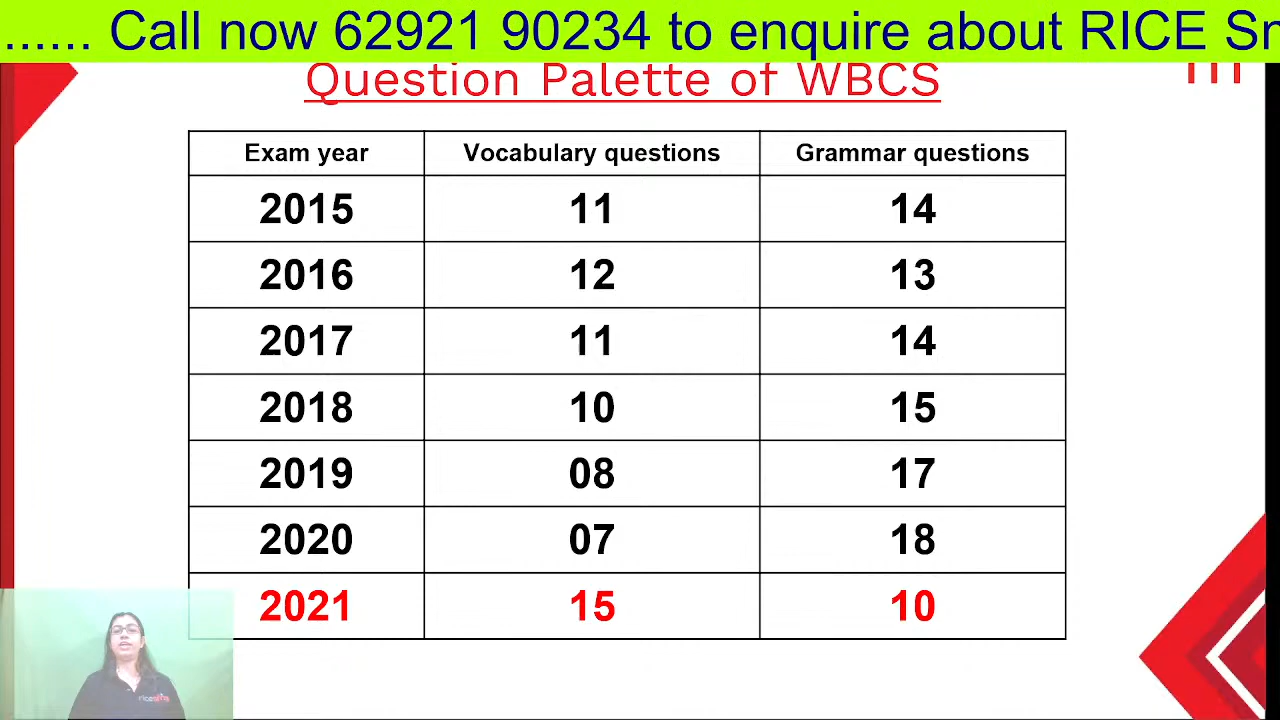 ...... Call now 62921 90234 to enquire about RICE
Question Palette of WBCS
Exam year Vocabulary questions Grammar questions
2015 11 14
2016 12 13
2017 11 14
2018 10 15
2019 08 17
2020 07 18
2021 15 10